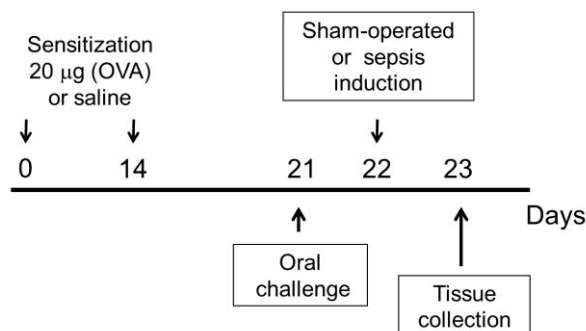 Sensitization
20 μg (OVA)
or saline
Sham-operated
or sepsis
induction
0 14 21 22 23
Days
Oral
challenge
Tissue
collection